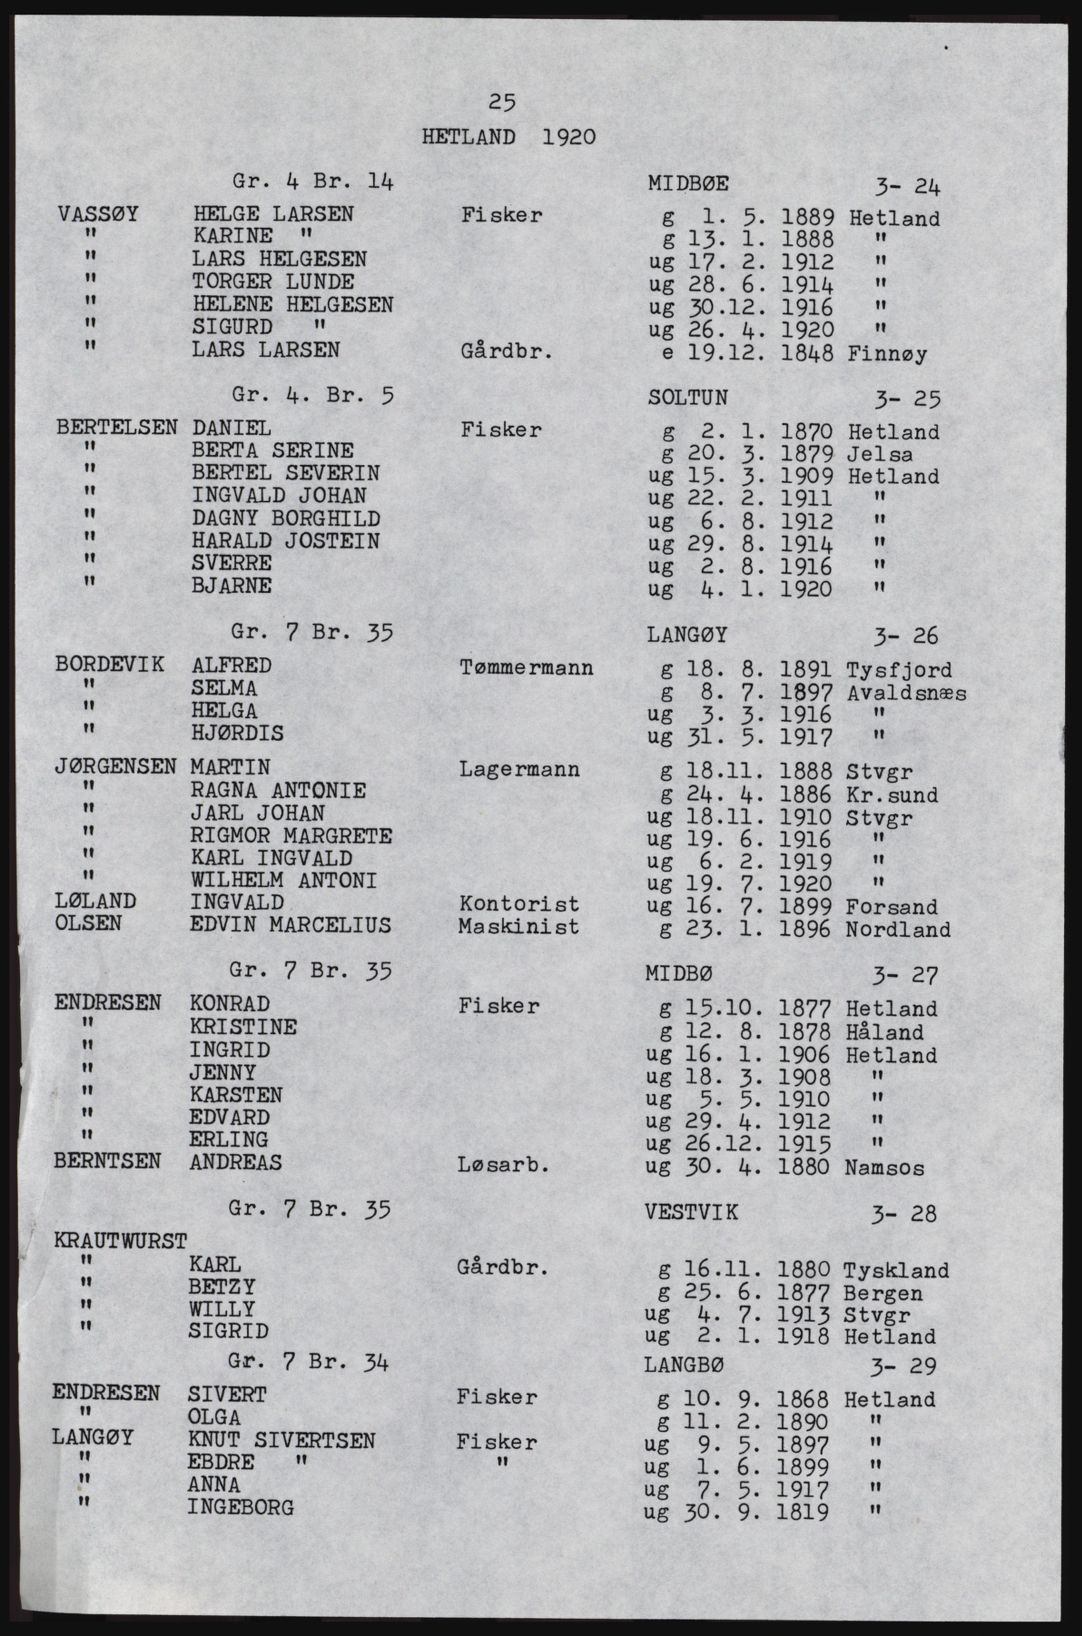 25
HETLAND 1920
Gr. 4 Br. 14 MIDBØE 3- 24
VASSØY HELGE LARSEN Fisker g 1. 5. 1889 Hetland
" KARINE " g 13. 1. 1888 "
" LARS HELGESEN ug 17. 2. 1912 "
" TORGER LUNDE ug 28. 6. 1914 "
" HELENE HELGESEN ug 30.12. 1916 "
" SIGURD " ug 26. 4. 1920 "
" LARS LARSEN Gårdbr. e 19.12. 1848 Finnøy
Gr. 4. Br. 5 SOLTUN 3- 25
BERTELSEN DANIEL Fisker g 2. 1. 1870 Hetland
" BERTA SERINE g 20. 3. 1879 Jelsa
" BERTEL SEVERIN ug 15. 3. 1909 Hetland
" INGVALD JOHAN ug 22. 2. 1911 "
" DAGNY BORGHILD ug 6. 8. 1912 "
" HARALD JOSTEIN ug 29. 8. 1914 "
" SVERRE ug 2. 8. 1916 "
" BJARNE ug 4. 1. 1920 "
Gr. 7 Br. 35 LANGØY 3- 26
BORDEVIK ALFRED Tømmermann g 18. 8. 1891 Tysfjord
" SELMA g 8. 7. 1897 Avaldsnæs
" HELGA ug 3. 3. 1916 "
" HJØRDIS ug 31. 5. 1917 "
JØRGENSEN MARTIN Lagermann g 18.11. 1888 Stvgr
" RAGNA ANTONIE g 24. 4. 1886 Kr.sund
" JARL JOHAN ug 18.11. 1910 Stvgr
" RIGMOR MARGRETE ug 19. 6. 1916 "
" KARL INGVALD ug 6. 2. 1919 "
" WILHELM ANTONI ug 19. 7. 1920 "
LØLAND INGVALD Kontorist ug 16. 7. 1899 Forsand
OLSEN EDVIN MARCELIUS Maskinist g 23. 1. 1896 Nordland
Gr. 7 Br. 35 MIDBØ 3- 27
ENDRESEN KONRAD Fisker g 15.10. 1877 Hetland
" KRISTINE g 12. 8. 1878 Håland
" INGRID ug 16. 1. 1906 Hetland
" JENNY ug 18. 3. 1908 "
" KARSTEN ug 5. 5. 1910 "
" EDVARD ug 29. 4. 1912 "
" ERLING ug 26.12. 1915 "
BERNTSEN ANDREAS Løsarb. ug 30. 4. 1880 Namsos
Gr. 7 Br. 35 VESTVIK 3- 28
KRAUTWURST
" KARL Gårdbr. g 16.11. 1880 Tyskland
" BETZY g 25. 6. 1877 Bergen
" WILLY ug 4. 7. 1913 Stvgr
" SIGRID ug 2. 1. 1918 Hetland
Gr. 7 Br. 34 LANGBØ 3- 29
ENDRESEN SIVERT Fisker g 10. 9. 1868 Hetland
" OLGA g 11. 2. 1890 "
LANGØY KNUT SIVERTSEN Fisker ug 9. 5. 1897 "
" EBDRE " " ug 1. 6. 1899 "
" ANNA ug 7. 5. 1917 "
" INGEBORG ug 30. 9. 1819 "